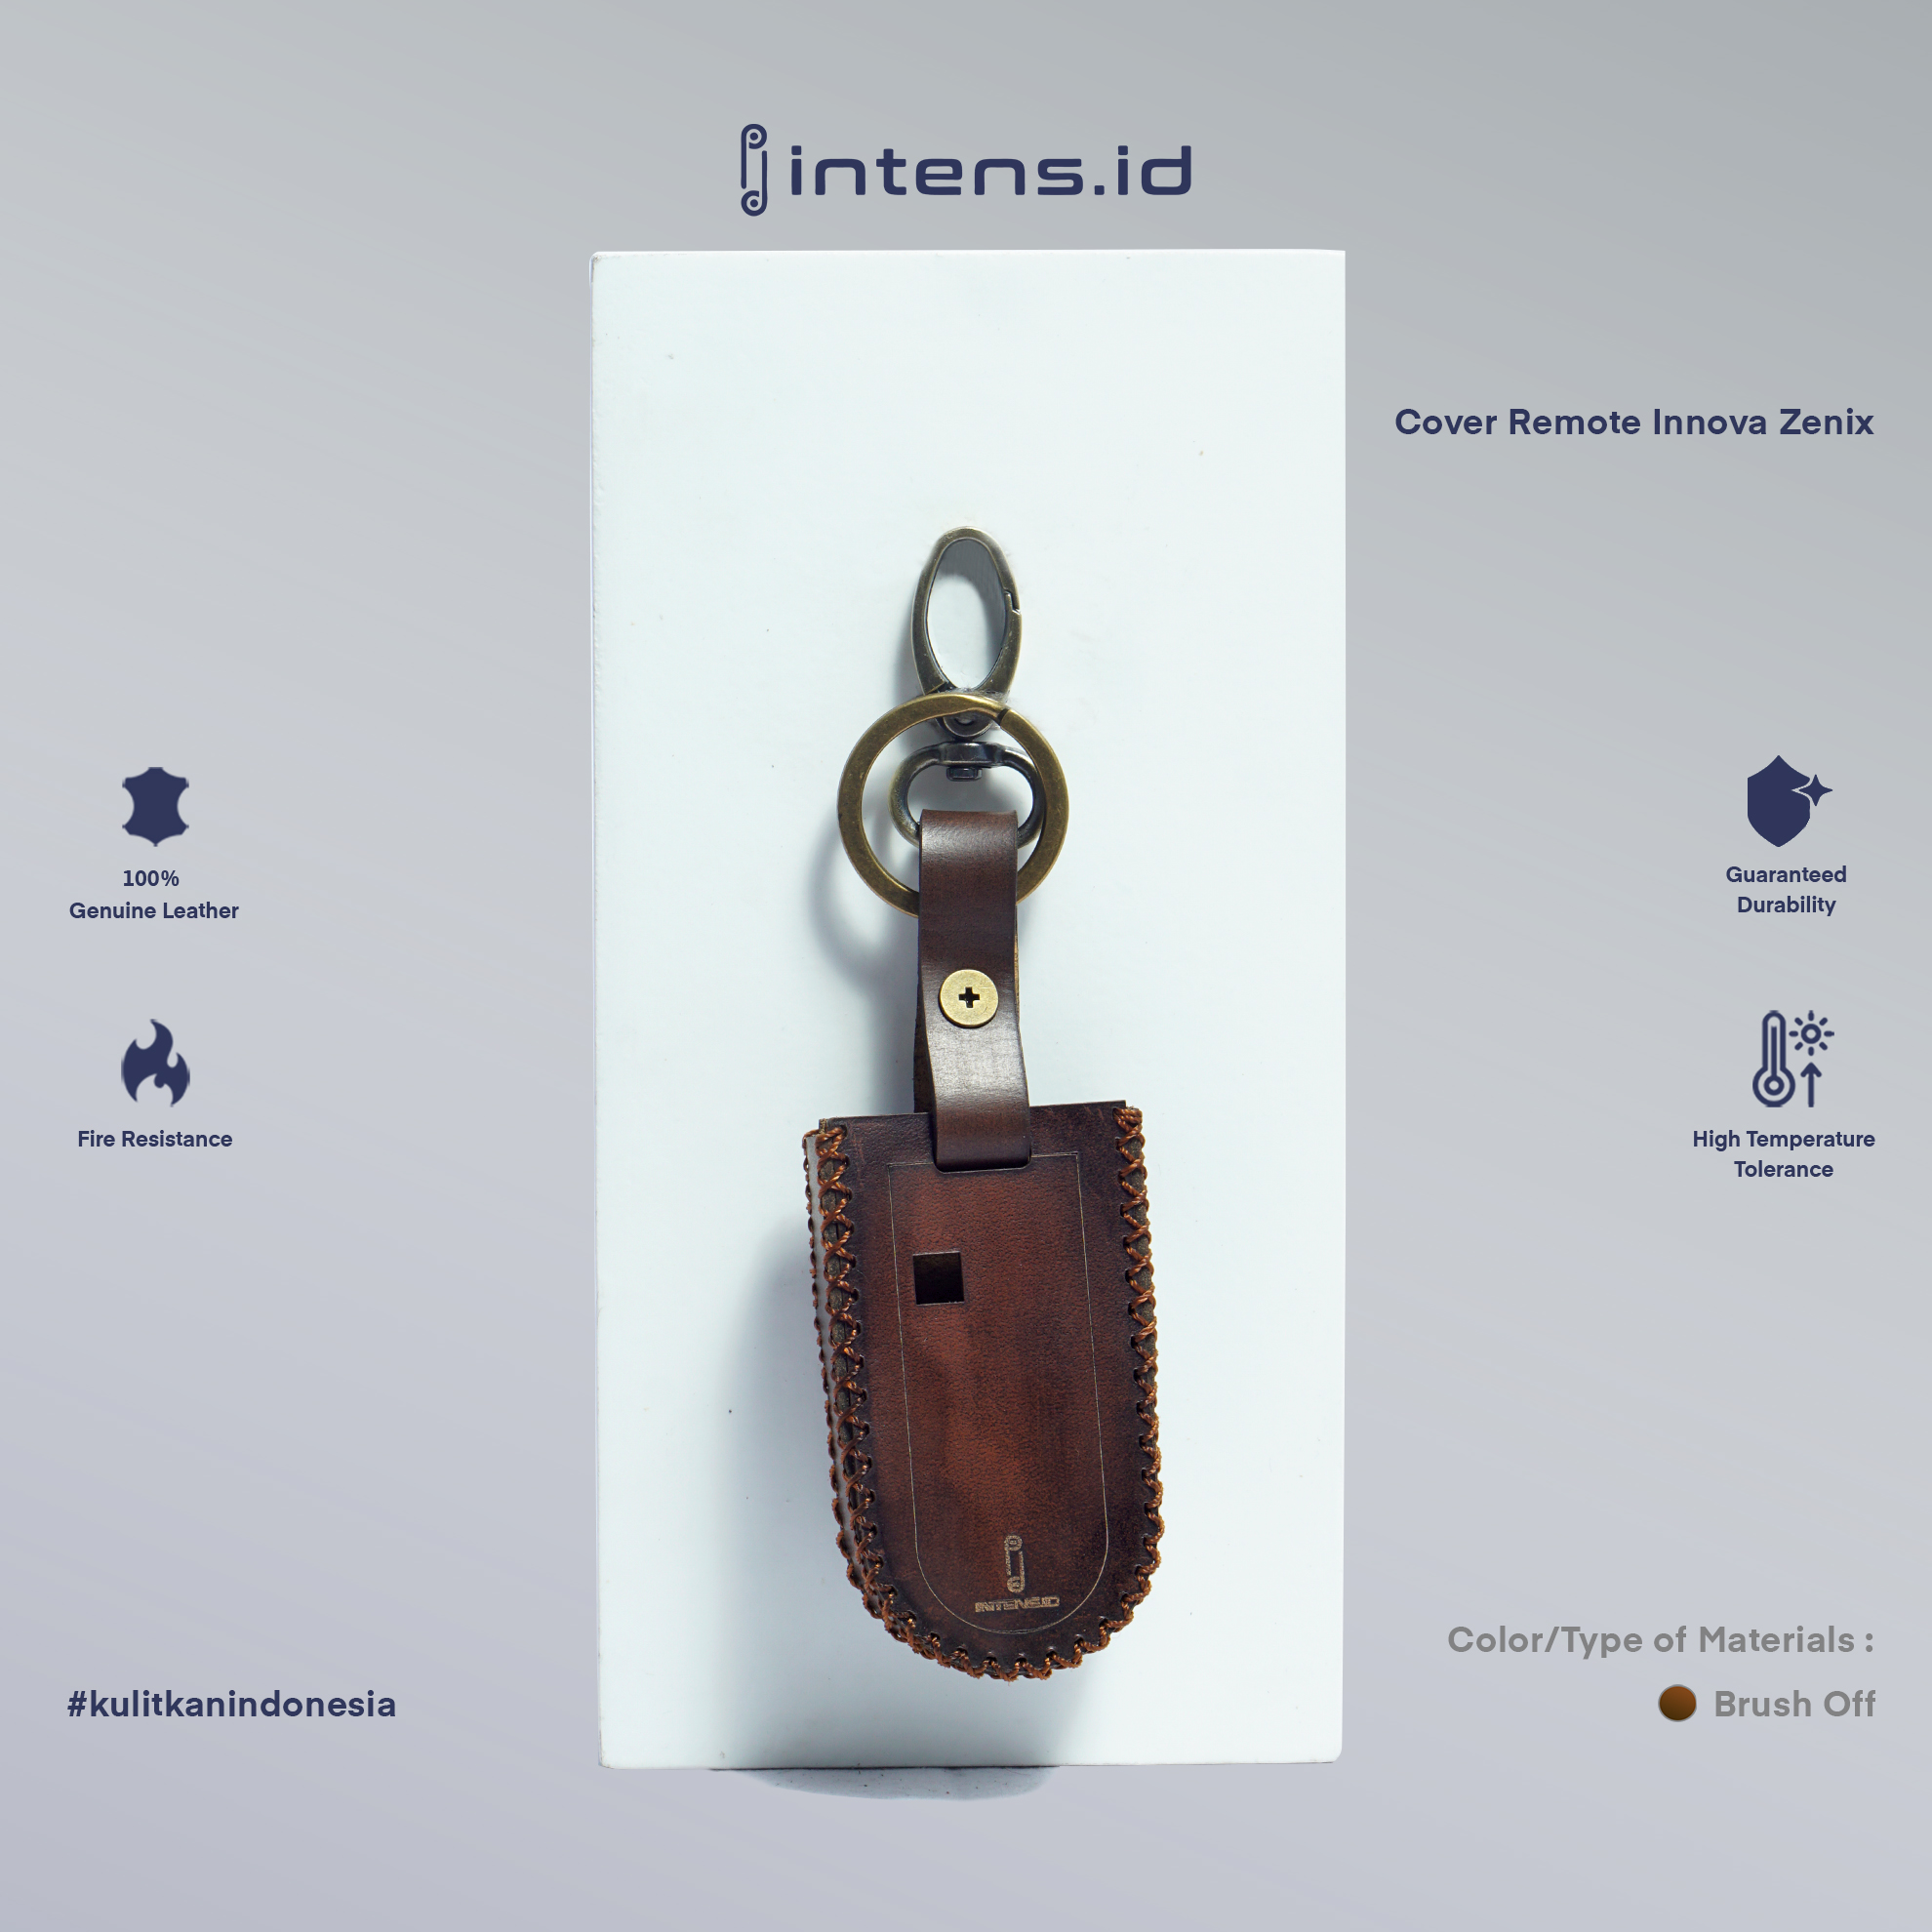 intens.id
Cover Remote Innova Zenix
100%
Genuine Leather
Guaranteed
Durability
Fire Resistance
High Temperature
Tolerance
INTENS.ID
Color/Type of Materials :
Brush Off
#kulitkanindonesia